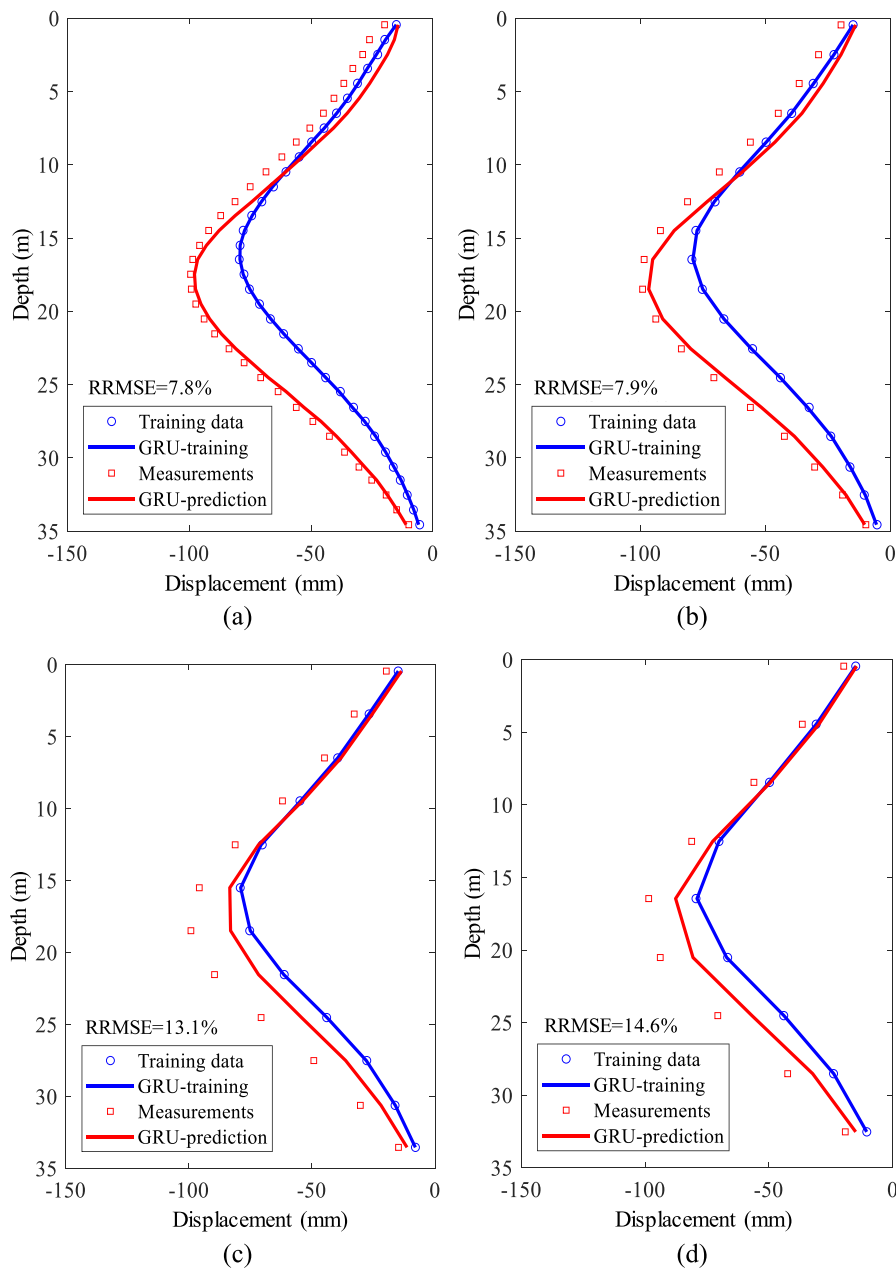 0
5
10
15
20
25
30
35
Depth (m)
RRMSE=7.8%
Training data
GRU-training
Measurements
GRU-prediction
-150 -100 -50 0
Displacement (mm)
(a)
0
5
10
15
20
25
30
35
Depth (m)
RRMSE=7.9%
Training data
GRU-training
Measurements
GRU-prediction
-150 -100 -50 0
Displacement (mm)
(b)
0
5
10
15
20
25
30
35
Depth (m)
RRMSE=13.1%
Training data
GRU-training
Measurements
GRU-prediction
-150 -100 -50 0
Displacement (mm)
(c)
0
5
10
15
20
25
30
35
Depth (m)
RRMSE=14.6%
Training data
GRU-training
Measurements
GRU-prediction
-150 -100 -50 0
Displacement (mm)
(d)